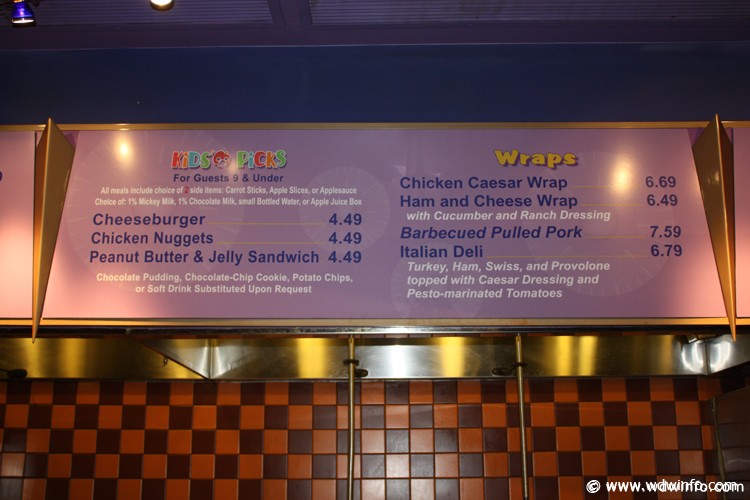 KiDS' PiCKS
For Guests 9 & Under
All meals include choice of 2 side items: Carrot Sticks, Apple Slices, or Applesauce
Choice of: 1% Mickey Milk, 1% Chocolate Milk, small Bottled Water, or Apple Juice Box
Cheeseburger 4.49
Chicken Nuggets 4.49
Peanut Butter & Jelly Sandwich 4.49
Chocolate Pudding, Chocolate-Chip Cookie, Potato Chips,
or Soft Drink Substituted Upon Request
Wraps
Chicken Caesar Wrap 6.69
Ham and Cheese Wrap 6.49
with Cucumber and Ranch Dressing
Barbecued Pulled Pork 7.59
Italian Deli 6.79
Turkey, Ham, Swiss, and Provolone
topped with Caesar Dressing and
Pesto-marinated Tomatoes
© www.wdwinfo.com